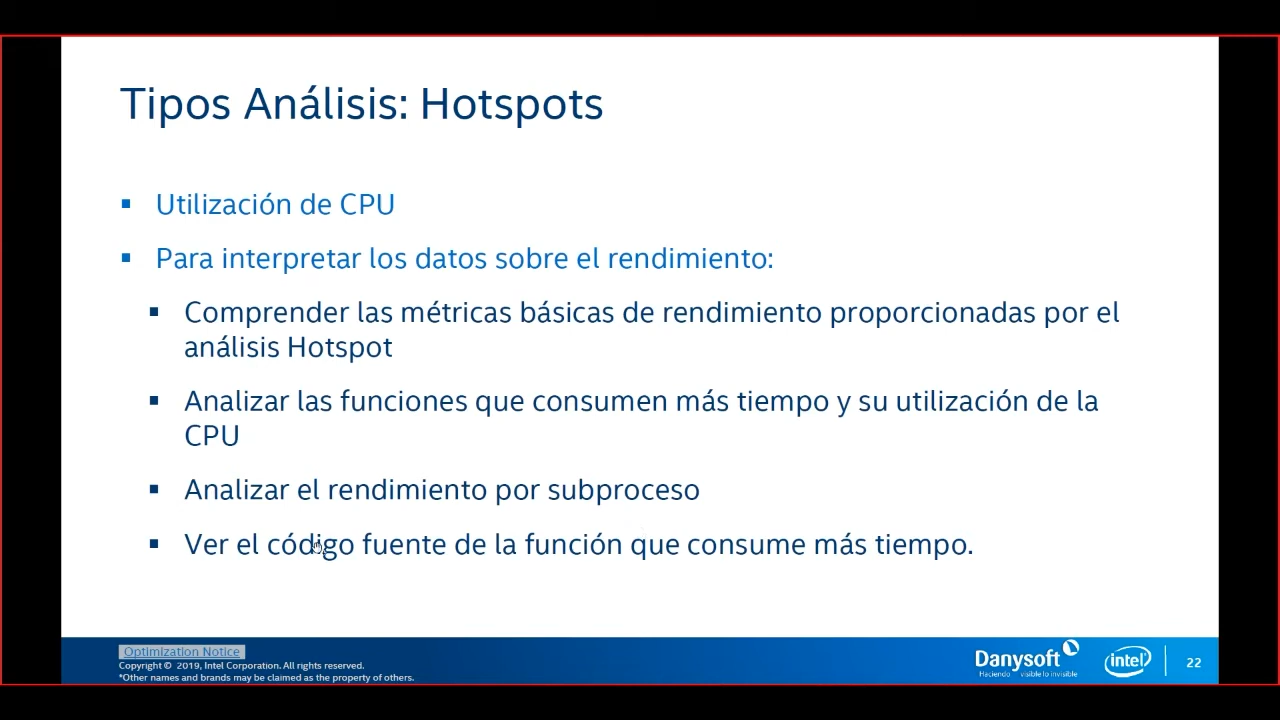 Tipos Análisis: Hotspots
▪ Utilización de CPU
▪ Para interpretar los datos sobre el rendimiento:
▪ Comprender las métricas básicas de rendimiento proporcionadas por el
análisis Hotspot
▪ Analizar las funciones que consumen más tiempo y su utilización de la
CPU
▪ Analizar el rendimiento por subproceso
▪ Ver el código fuente de la función que consume más tiempo.
Optimization Notice
Copyright © 2019, Intel Corporation. All rights reserved.
*Other names and brands may be claimed as the property of others.
Danysoft
Haciendo visible lo invisible
intel
22